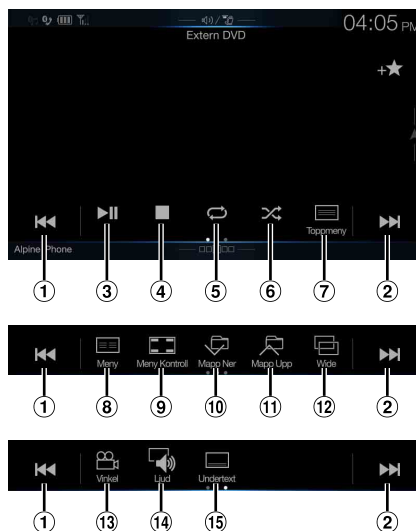 04:05 PM
Extern DVD
+★
Toppmeny
Alpine Phone
① ③ ④ ⑤ ⑥ ⑦ ②
Meny Meny Kontroll Mapp Ner Mapp Upp Wide
① ⑧ ⑨ ⑩ ⑪ ⑫ ②
Vinkel Ljud Undertext
① ⑬ ⑭ ⑮ ②